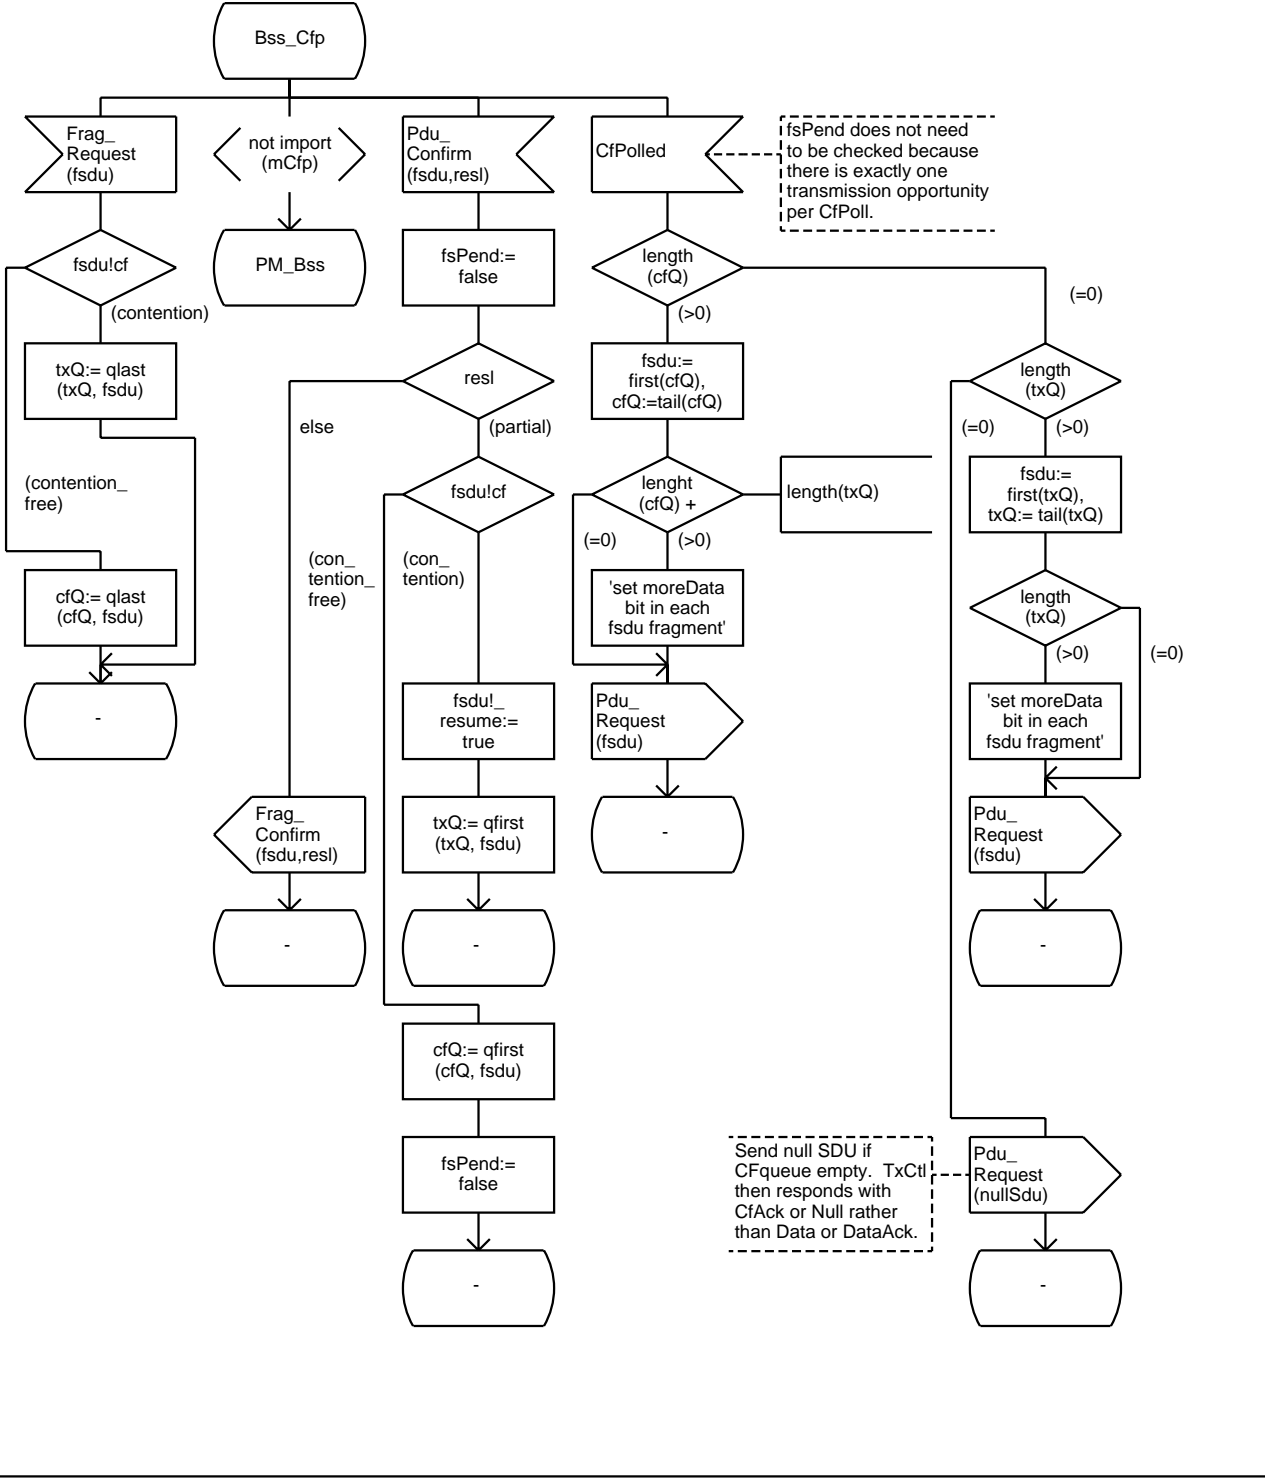 Bss_Cfp
Frag_
Request
(fsdu)
not import
(mCfp)
Pdu_
Confirm
(fsdu,resl)
CfPolled
fsPend does not need
to be checked because
there is exactly one
transmission opportunity
per CfPoll.
fsdu!cf
PM_Bss
fsPend:=
false
length
(cfQ)
(=0)
(contention)
(>0)
txQ:= qlast
(txQ, fsdu)
resl
fsdu:=
first(cfQ),
cfQ:=tail(cfQ)
length
(txQ)
else
(partial)
(=0)
(>0)
(contention_
free)
fsdu!cf
lenght
(cfQ) +
length(txQ)
fsdu:=
first(txQ),
txQ:= tail(txQ)
(=0)
(>0)
(con_
tention_
free)
(con_
tention)
cfQ:= qlast
(cfQ, fsdu)
'set moreData
bit in each
fsdu fragment'
length
(txQ)
(>0)
(=0)
-
fsdu!_
resume:=
true
Pdu_
Request
(fsdu)
'set moreData
bit in each
fsdu fragment'
Frag_
Confirm
(fsdu,resl)
txQ:= qfirst
(txQ, fsdu)
-
Pdu_
Request
(fsdu)
-
-
-
cfQ:= qfirst
(cfQ, fsdu)
fsPend:=
false
Send null SDU if
CFqueue empty.  TxCtl
then responds with
CfAck or Null rather
than Data or DataAck.
Pdu_
Request
(nullSdu)
-
-